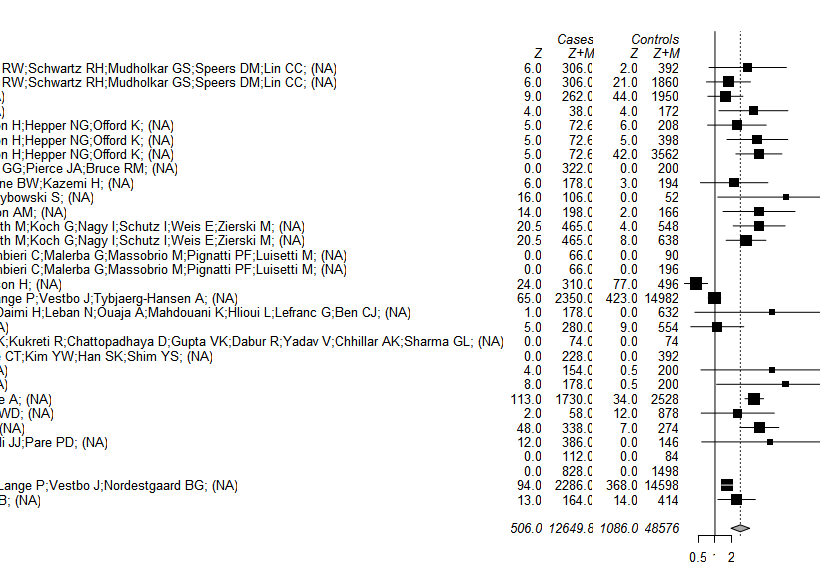 Cases Controls
Z Z+M Z Z+M
RW;Schwartz RH;Mudholkar GS;Speers DM;Lin CC; (NA) 6.0 306.0 2.0 392
RW;Schwartz RH;Mudholkar GS;Speers DM;Lin CC; (NA) 6.0 306.0 21.0 1860
) 9.0 262.0 44.0 1950
) 4.0 38.0 4.0 172
on H;Hepper NG;Offord K; (NA) 5.0 72.6 6.0 208
on H;Hepper NG;Offord K; (NA) 5.0 72.6 5.0 398
on H;Hepper NG;Offord K; (NA) 5.0 72.6 42.0 3562
GG;Pierce JA;Bruce RM; (NA) 0.0 322.0 0.0 200
ne BW;Kazemi H; (NA) 6.0 178.0 3.0 194
zybowski S; (NA) 16.0 106.0 0.0 52
on AM; (NA) 14.0 198.0 2.0 166
th M;Koch G;Nagy I;Schutz I;Weis E;Zierski M; (NA) 20.5 465.0 4.0 548
th M;Koch G;Nagy I;Schutz I;Weis E;Zierski M; (NA) 20.5 465.0 8.0 638
mbieri C;Malerba G;Massobrio M;Pignatti PF;Luisetti M; (NA) 0.0 66.0 0.0 90
mbieri C;Malerba G;Massobrio M;Pignatti PF;Luisetti M; (NA) 0.0 66.0 0.0 196
son H; (NA) 24.0 310.0 77.0 496
ange P;Vestbo J;Tybjaerg-Hansen A; (NA) 65.0 2350.0 423.0 14982
Daimi H;Leban N;Ouaja A;Mahdouani K;Hlioui L;Lefranc G;Ben CJ; (NA) 1.0 178.0 0.0 632
A) 5.0 280.0 9.0 554
K;Kukreti R;Chattopadhaya D;Gupta VK;Dabur R;Yadav V;Chhillar AK;Sharma GL; (NA) 0.0 74.0 0.0 74
e CT;Kim YW;Han SK;Shim YS; (NA) 0.0 228.0 0.0 392
A) 4.0 154.0 0.5 200
A) 8.0 178.0 0.5 200
e A; (NA) 113.0 1730.0 34.0 2528
WD; (NA) 2.0 58.0 12.0 878
(NA) 48.0 338.0 7.0 274
li JJ;Pare PD; (NA) 12.0 386.0 0.0 146
0.0 112.0 0.0 84
0.0 828.0 0.0 1498
Lange P;Vestbo J;Nordestgaard BG; (NA) 94.0 2286.0 368.0 14598
B; (NA) 13.0 164.0 14.0 414
506.0 12649.8 1086.0 48576
0.5 2